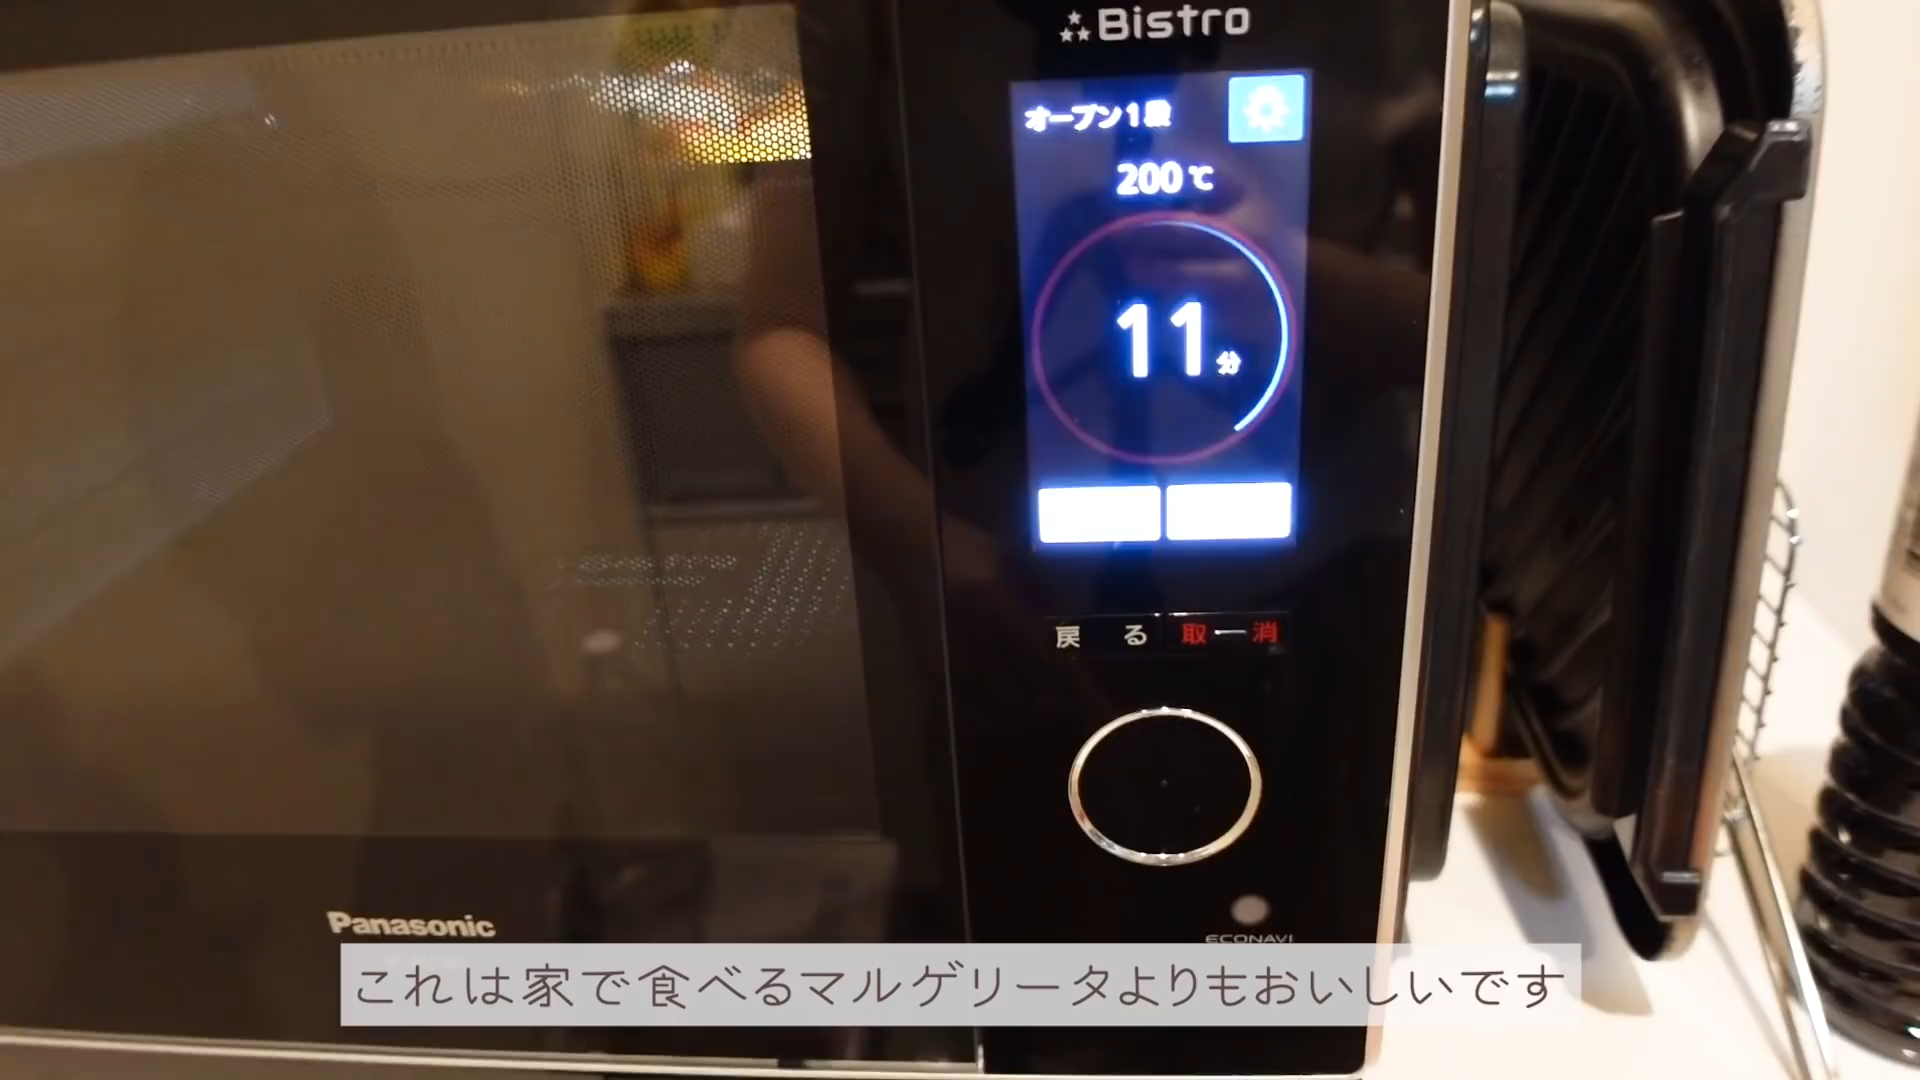 Bistro
オーブン1段
200℃
11分
戻る 取消
Panasonic
ECONAVI
これは家で食べるマルゲリータよりもおいしいです